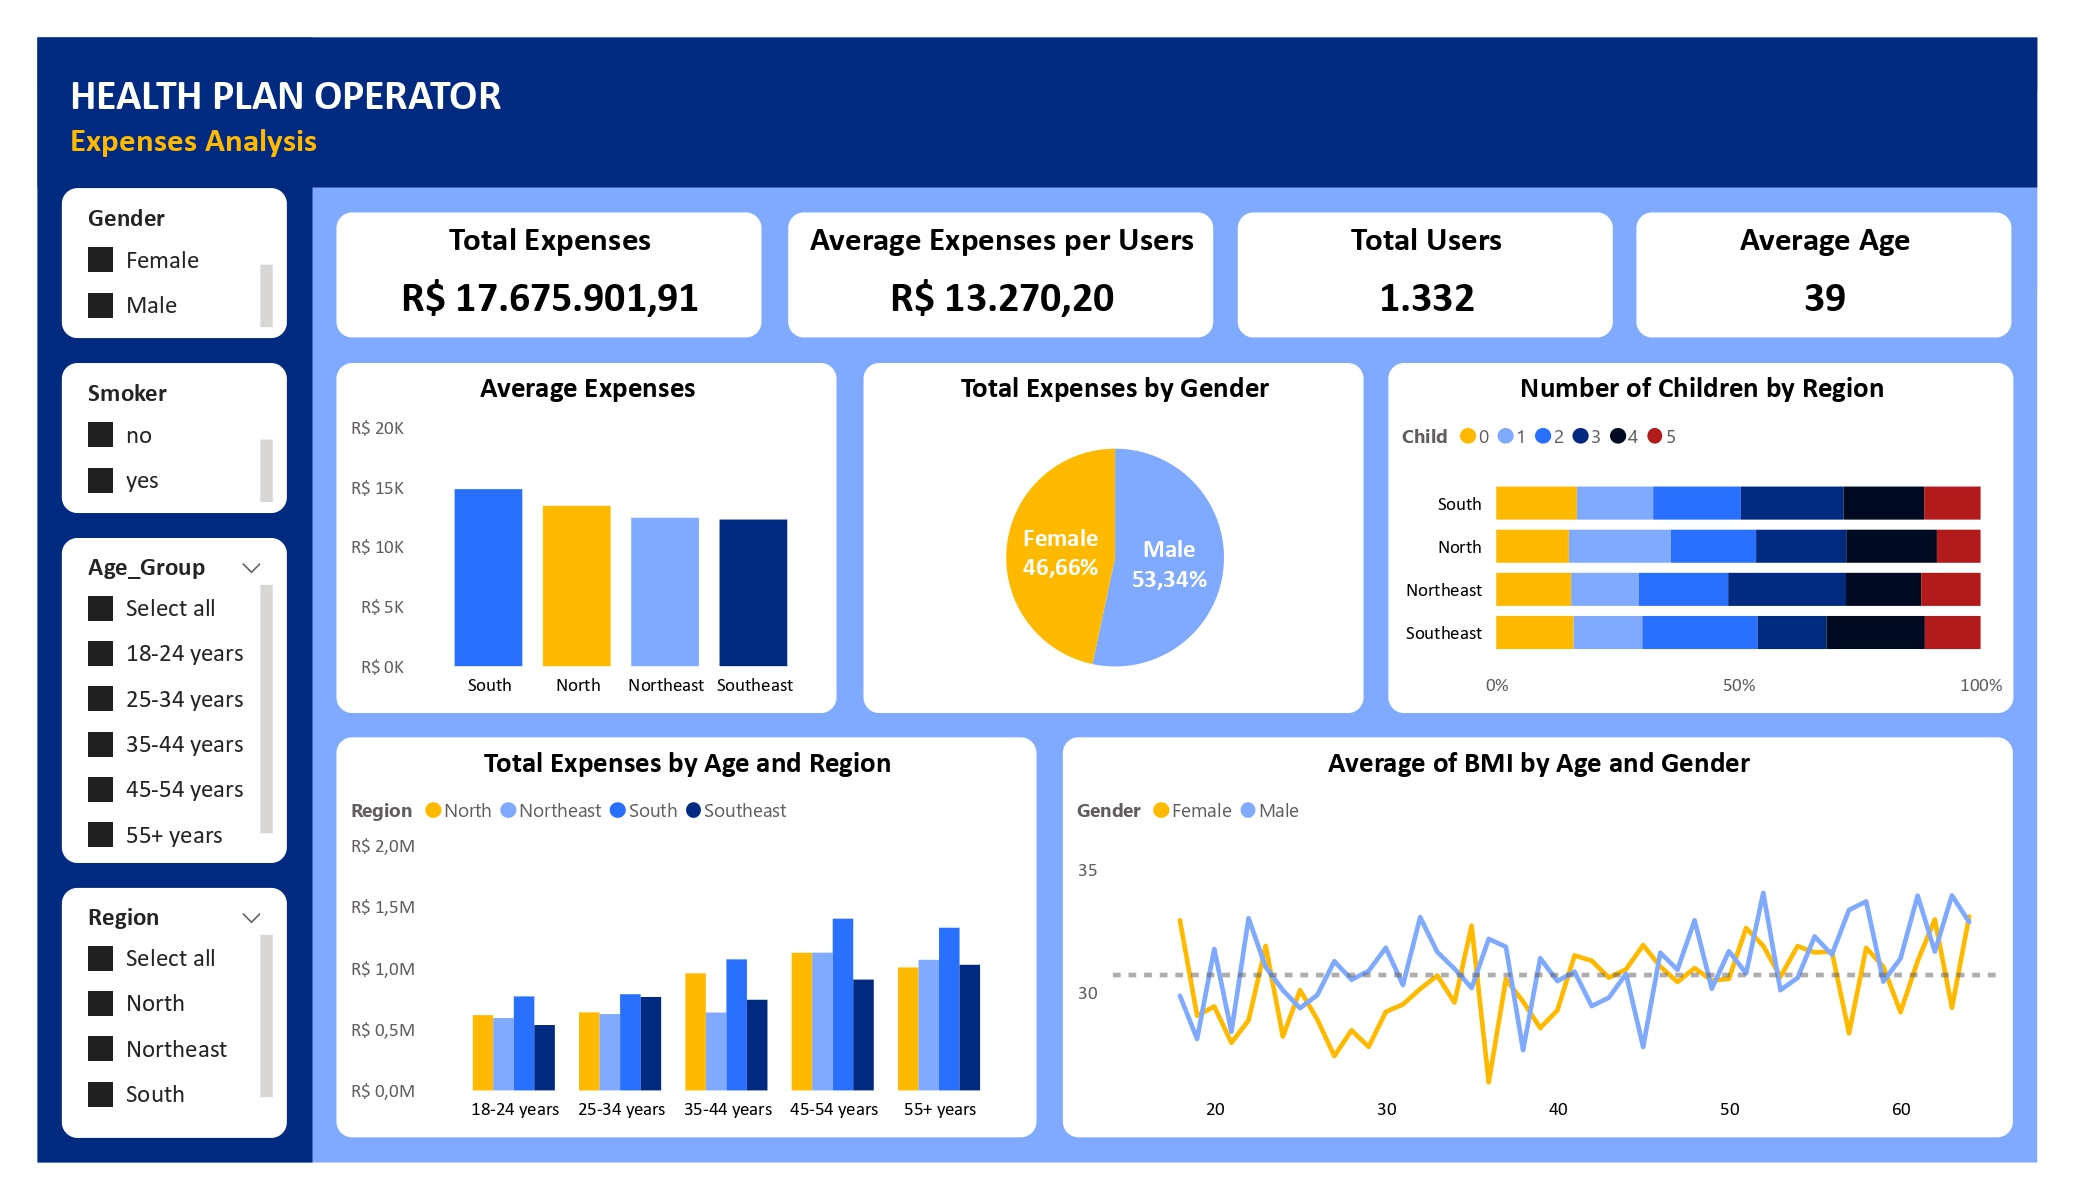 HEALTH PLAN OPERATOR
Expenses Analysis
Gender
Female
Male
Smoker
no
yes
Age_Group
Select all
18-24 years
25-34 years
35-44 years
45-54 years
55+ years
Region
Select all
North
Northeast
South
Total Expenses
R$ 17.675.901,91
Average Expenses per Users
R$ 13.270,20
Total Users
1.332
Average Age
39
Average Expenses
R$ 20K
R$ 15K
R$ 10K
R$ 5K
R$ 0K
South North Northeast Southeast
Total Expenses by Gender
Female
46,66%
Male
53,34%
Number of Children by Region
Child 0 1 2 3 4 5
South
North
Northeast
Southeast
0% 50% 100%
Total Expenses by Age and Region
Region North Northeast South Southeast
R$ 2,0M
R$ 1,5M
R$ 1,0M
R$ 0,5M
R$ 0,0M
18-24 years 25-34 years 35-44 years 45-54 years 55+ years
Average of BMI by Age and Gender
Gender Female Male
35
30
20 30 40 50 60